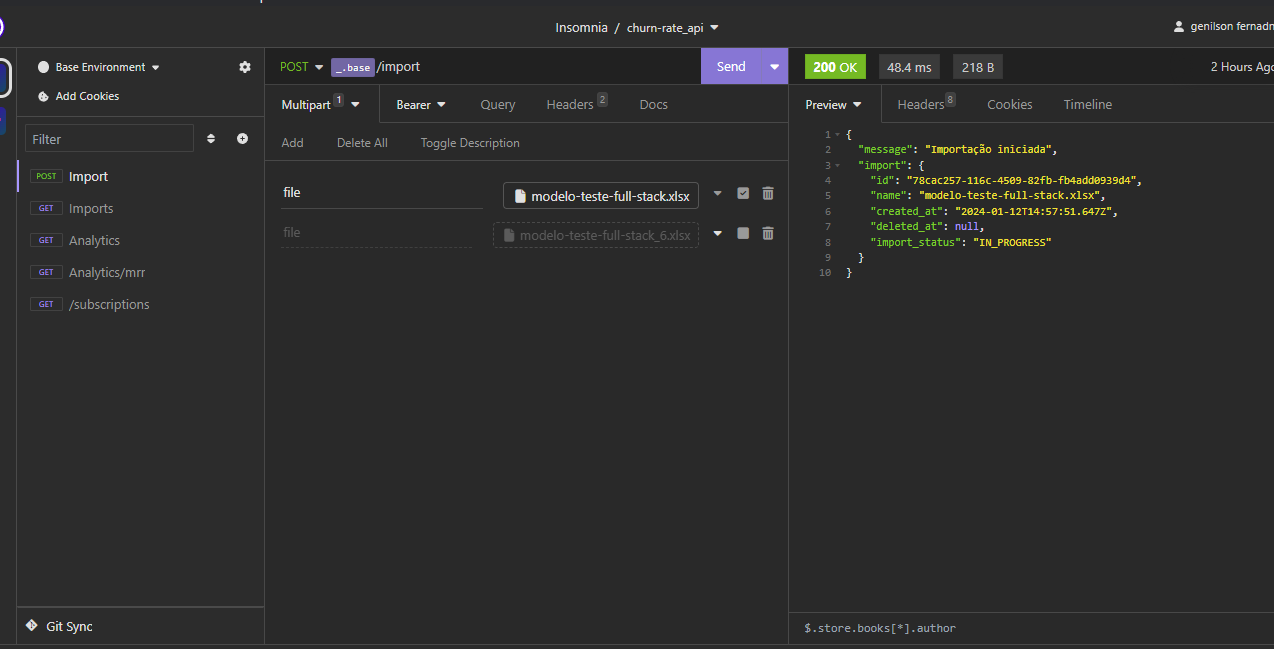 Insomnia / churn-rate_api
genilson fernadn
Base Environment
Add Cookies
Filter
POST Import
GET Imports
GET Analytics
GET Analytics/mrr
GET /subscriptions
Git Sync
POST _.base /import
Send
Multipart 1 Bearer Query Headers 2 Docs
Add Delete All Toggle Description
file modelo-teste-full-stack.xlsx
file modelo-teste-full-stack_6.xlsx
200 OK 48.4 ms 218 B 2 Hours Ago
Preview Headers 8 Cookies Timeline
1 {
2 "message": "Importação iniciada",
3 "import": {
4 "id": "78cac257-116c-4509-82fb-fb4add0939d4",
5 "name": "modelo-teste-full-stack.xlsx",
6 "created_at": "2024-01-12T14:57:51.647Z",
7 "deleted_at": null,
8 "import_status": "IN_PROGRESS"
9 }
10 }
$.store.books[*].author